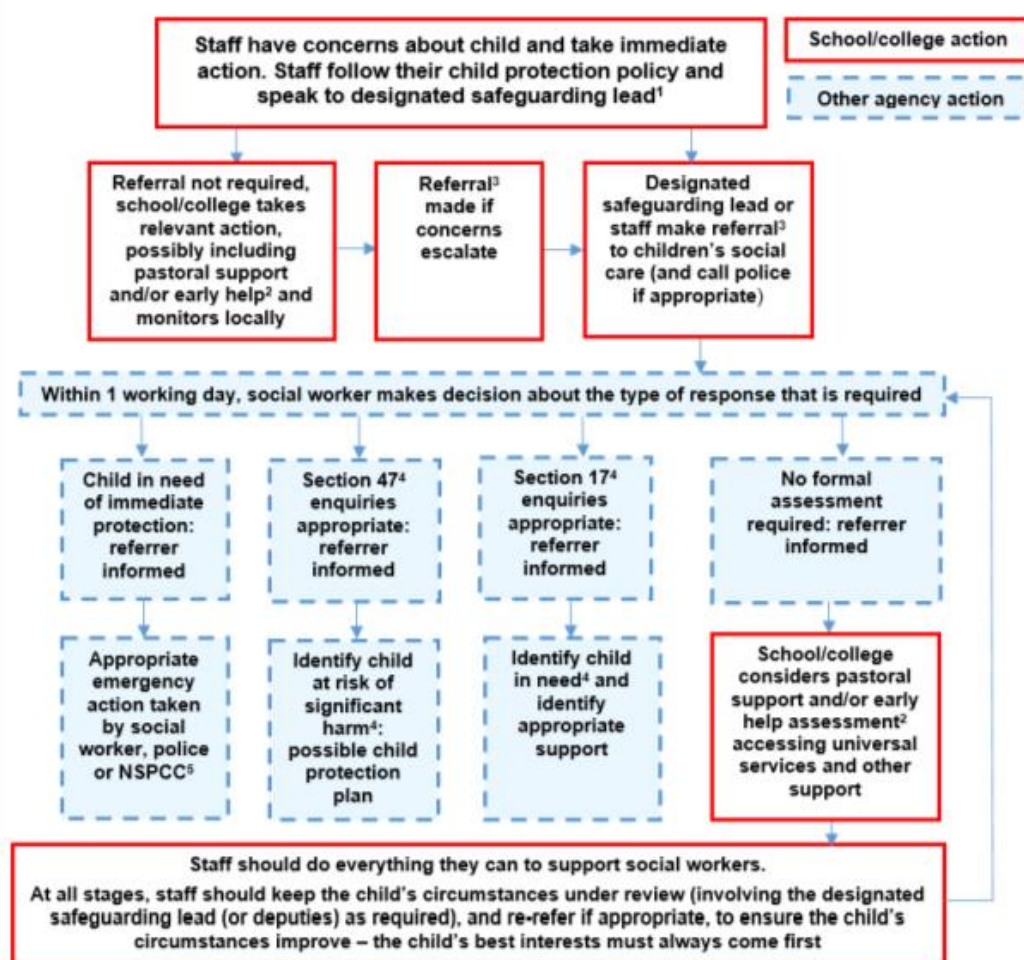 Staff have concerns about child and take immediate
action. Staff follow their child protection policy and
speak to designated safeguarding lead¹
School/college action
Other agency action
Referral not required,
school/college takes
relevant action,
possibly including
pastoral support
and/or early help² and
monitors locally
Referral³
made if
concerns
escalate
Designated
safeguarding lead or
staff make referral³
to children's social
care (and call police
if appropriate)
Within 1 working day, social worker makes decision about the type of response that is required
Child in need
of immediate
protection:
referrer
informed
Section 47⁴
enquiries
appropriate:
referrer
informed
Section 17⁴
enquiries
appropriate:
referrer
informed
No formal
assessment
required: referrer
informed
Appropriate
emergency
action taken
by social
worker, police
or NSPCC⁵
Identify child
at risk of
significant
harm⁴:
possible child
protection
plan
Identify child
in need⁴ and
identify
appropriate
support
School/college
considers pastoral
support and/or early
help assessment²
accessing universal
services and other
support
Staff should do everything they can to support social workers.
At all stages, staff should keep the child's circumstances under review (involving the designated
safeguarding lead (or deputies) as required), and re-refer if appropriate, to ensure the child's
circumstances improve – the child's best interests must always come first